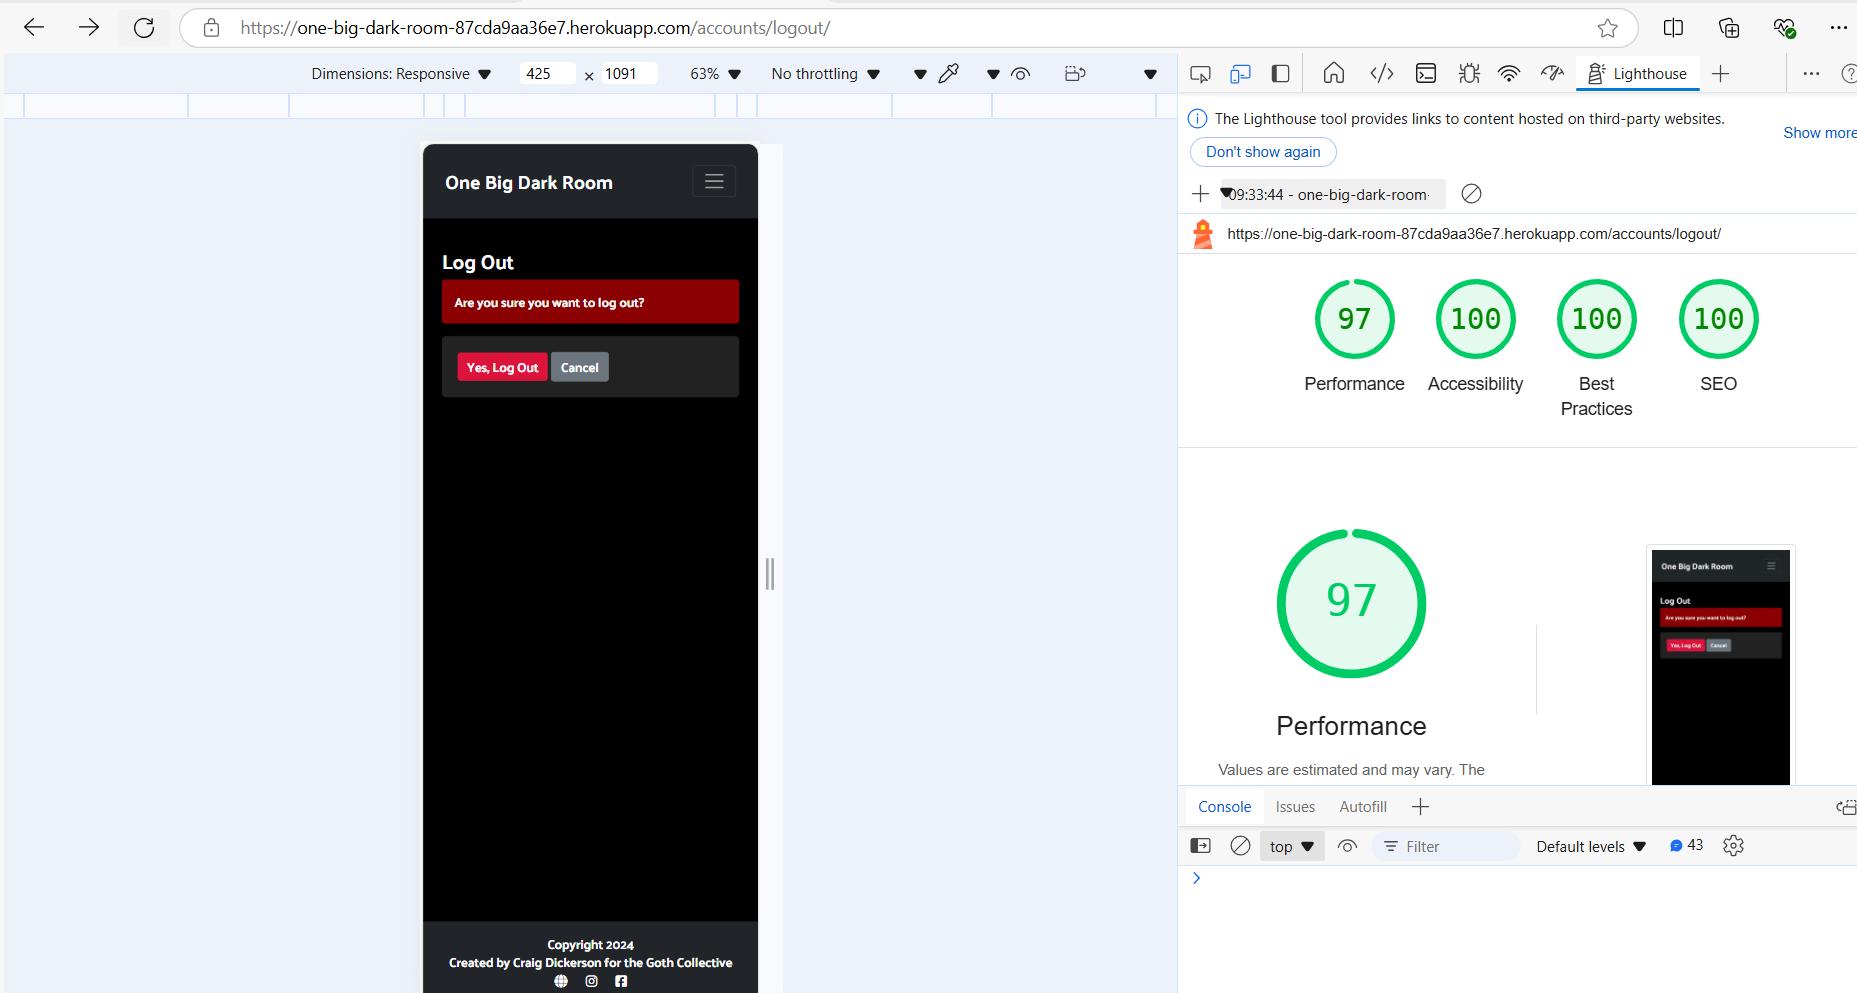 https://one-big-dark-room-87cda9aa36e7.herokuapp.com/accounts/logout/
Dimensions: Responsive 425 × 1091 63% No throttling
Lighthouse
The Lighthouse tool provides links to content hosted on third-party websites.
Show more
Don't show again
09:33:44 - one-big-dark-room-
https://one-big-dark-room-87cda9aa36e7.herokuapp.com/accounts/logout/
97 100 100 100
Performance Accessibility Best Practices SEO
97
Performance
Values are estimated and may vary. The
One Big Dark Room
Log Out
Are you sure you want to log out?
Yes, Log Out Cancel
Copyright 2024
Created by Craig Dickerson for the Goth Collective
One Big Dark Room
Log Out
Are you sure you want to log out?
Yes, Log Out Cancel
Console Issues Autofill
top Filter Default levels 43